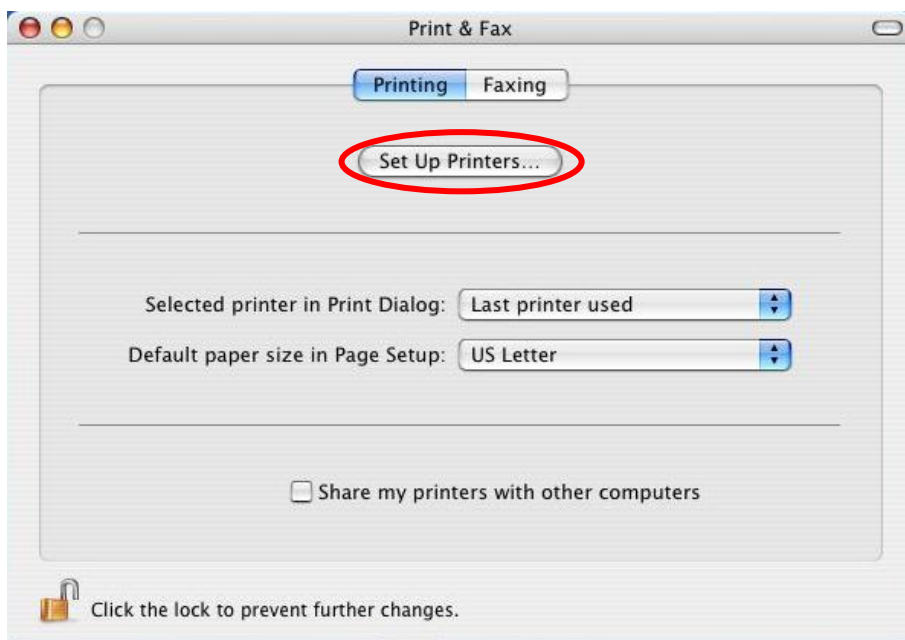 Print & Fax
Printing Faxing
Set Up Printers...
Selected printer in Print Dialog: Last printer used
Default paper size in Page Setup: US Letter
Share my printers with other computers
Click the lock to prevent further changes.